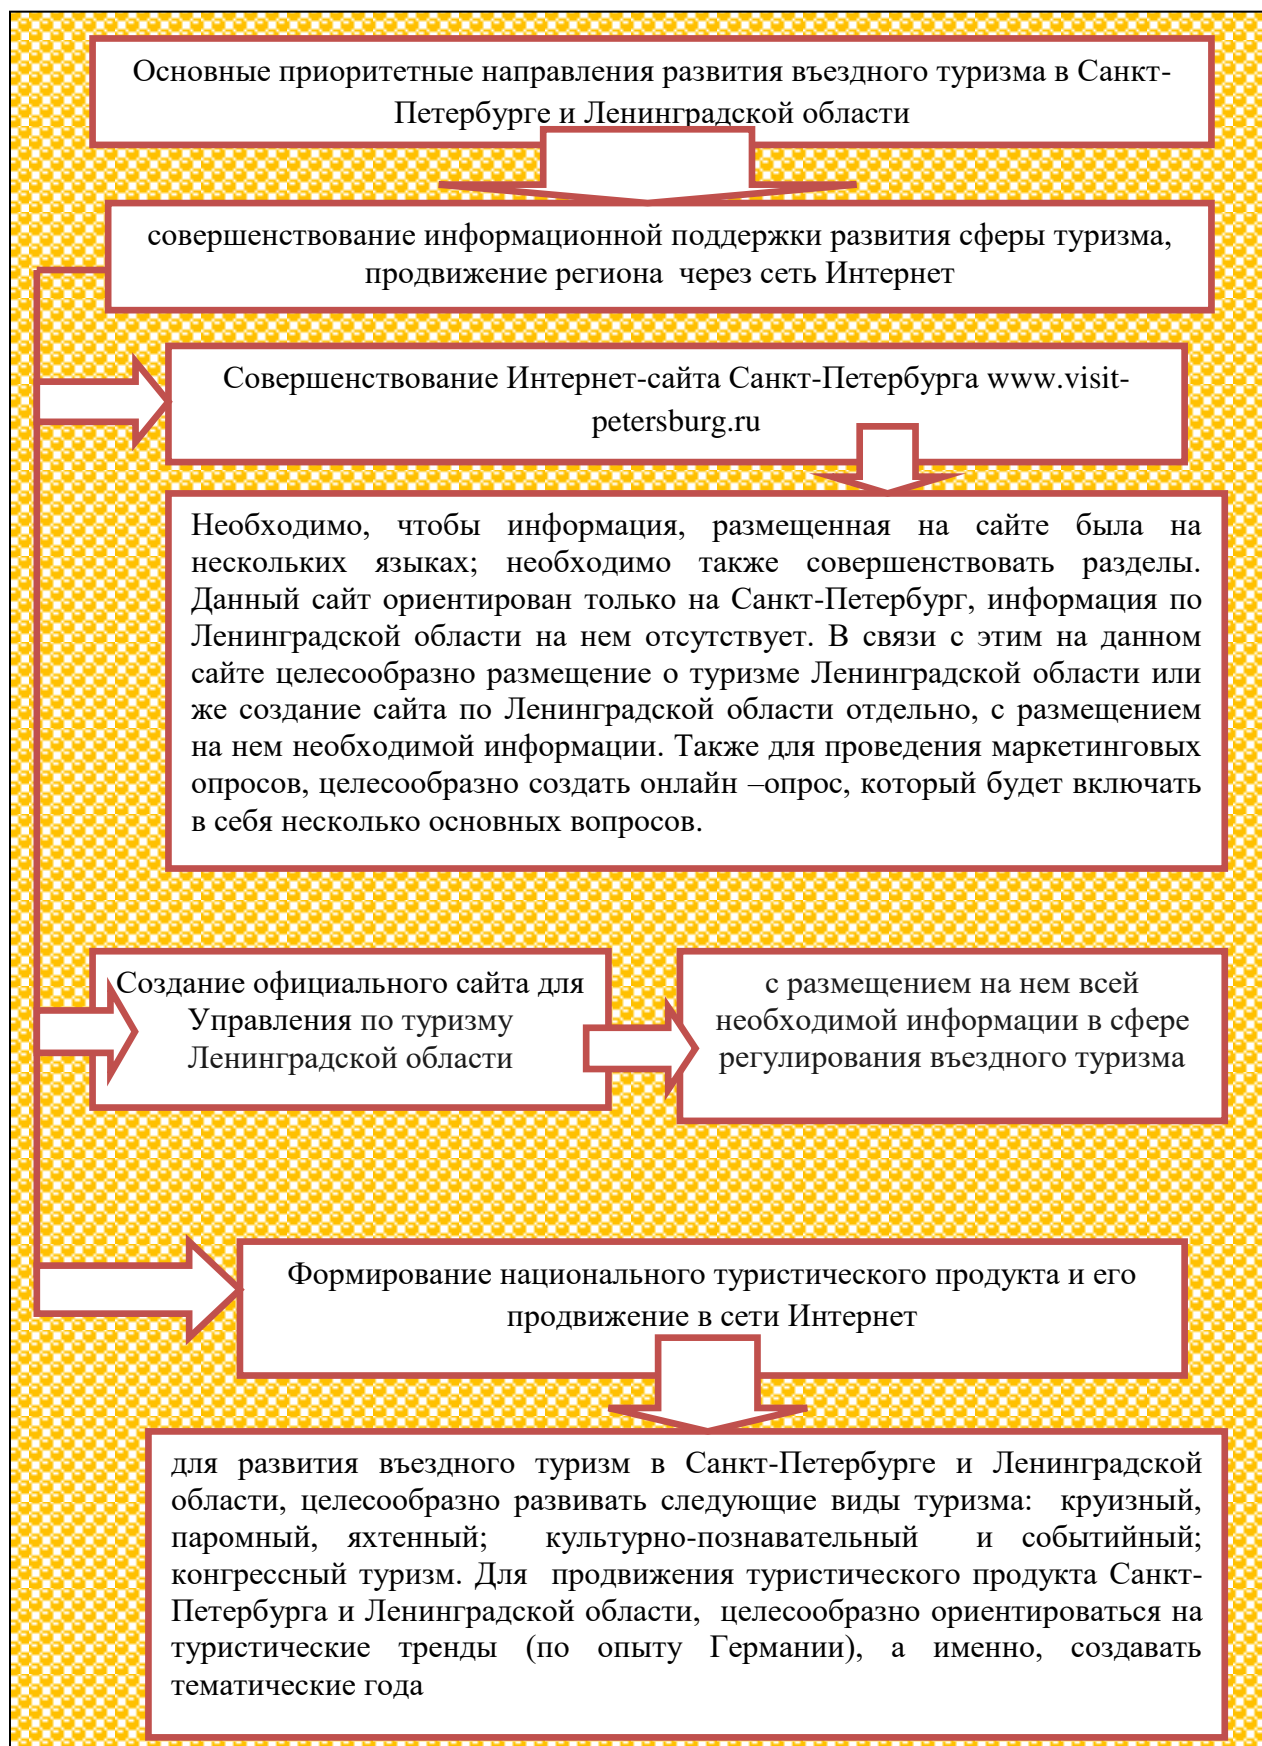 Основные приоритетные направления развития въездного туризма в Санкт-
Петербурге и Ленинградской области
совершенствование информационной поддержки развития сферы туризма,
продвижение региона через сеть Интернет
Совершенствование Интернет-сайта Санкт-Петербурга www.visit-
petersburg.ru
Необходимо, чтобы информация, размещенная на сайте была на
нескольких языках; необходимо также совершенствовать разделы.
Данный сайт ориентирован только на Санкт-Петербург, информация по
Ленинградской области на нем отсутствует. В связи с этим на данном
сайте целесообразно размещение о туризме Ленинградской области или
же создание сайта по Ленинградской области отдельно, с размещением
на нем необходимой информации. Также для проведения маркетинговых
опросов, целесообразно создать онлайн –опрос, который будет включать
в себя несколько основных вопросов.
Создание официального сайта для
Управления по туризму
Ленинградской области
с размещением на нем всей
необходимой информации в сфере
регулирования въездного туризма
Формирование национального туристического продукта и его
продвижение в сети Интернет
для развития въездного туризм в Санкт-Петербурге и Ленинградской
области, целесообразно развивать следующие виды туризма: круизный,
паромный, яхтенный; культурно-познавательный и событийный;
конгрессный туризм. Для продвижения туристического продукта Санкт-
Петербурга и Ленинградской области, целесообразно ориентироваться на
туристические тренды (по опыту Германии), а именно, создавать
тематические года